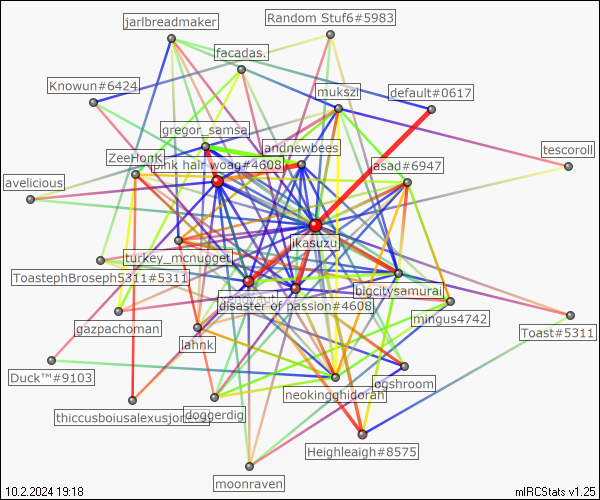 jarlbreadmaker
Random Stuf6#5983
facadas.
Knowun#6424
mukszi
default#0617
gregor_samsa
andnewbees
tescoroll
ZeeHonK
(pink hair woag#4608
asad#6947
avelicious
jkasuzu
turkey_mcnugget
ToastephBroseph5311#5311
bigcitysamurai
disaster of passion#4608
mingus4742
gazpachoman
Toast#5311
lahnk
Duck™#9103
ogshroom
neokingghidorah
thiccusboiusalexusjon
doggerdig
Heighleaigh#8575
moonraven
10.2.2024 19:18
mIRCStats v1.25